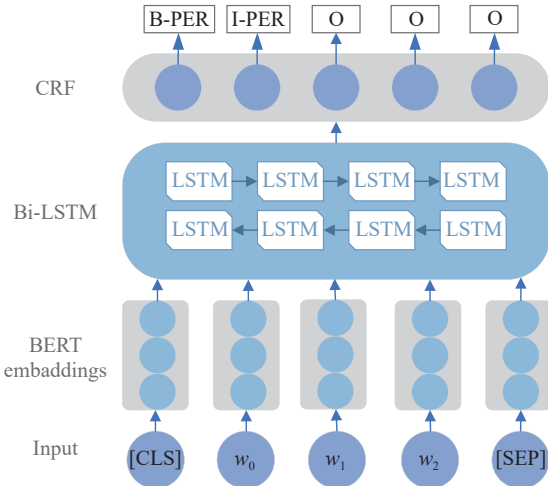 B-PER I-PER O O O
CRF
LSTM LSTM LSTM LSTM
Bi-LSTM
LSTM LSTM LSTM LSTM
BERT
embeddings
Input [CLS] w0 w1 w2 [SEP]